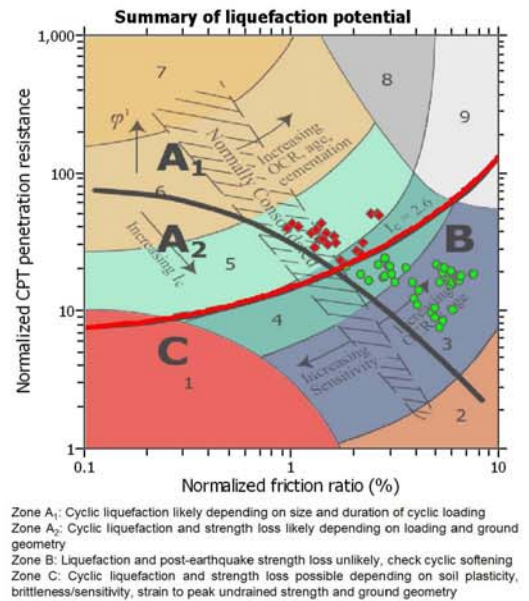 Summary of liquefaction potential
Normalized CPT penetration resistance
1,000
100
10
1
7
8
9
φ'
A1
Normally Consolidated
Increasing
OCR, age,
cementation
6
A2
Increasing Ic
5
Ic = 2.6
B
4
C
1
Increasing
Sensitivity
Increasing
OCR, age
3
2
0.1
1
10
Normalized friction ratio (%)
Zone A1: Cyclic liquefaction likely depending on size and duration of cyclic loading
Zone A2: Cyclic liquefaction and strength loss likely depending on loading and ground
geometry
Zone B: Liquefaction and post-earthquake strength loss unlikely, check cyclic softening
Zone C: Cyclic liquefaction and strength loss possible depending on soil plasticity,
brittleness/sensitivity, strain to peak undrained strength and ground geometry